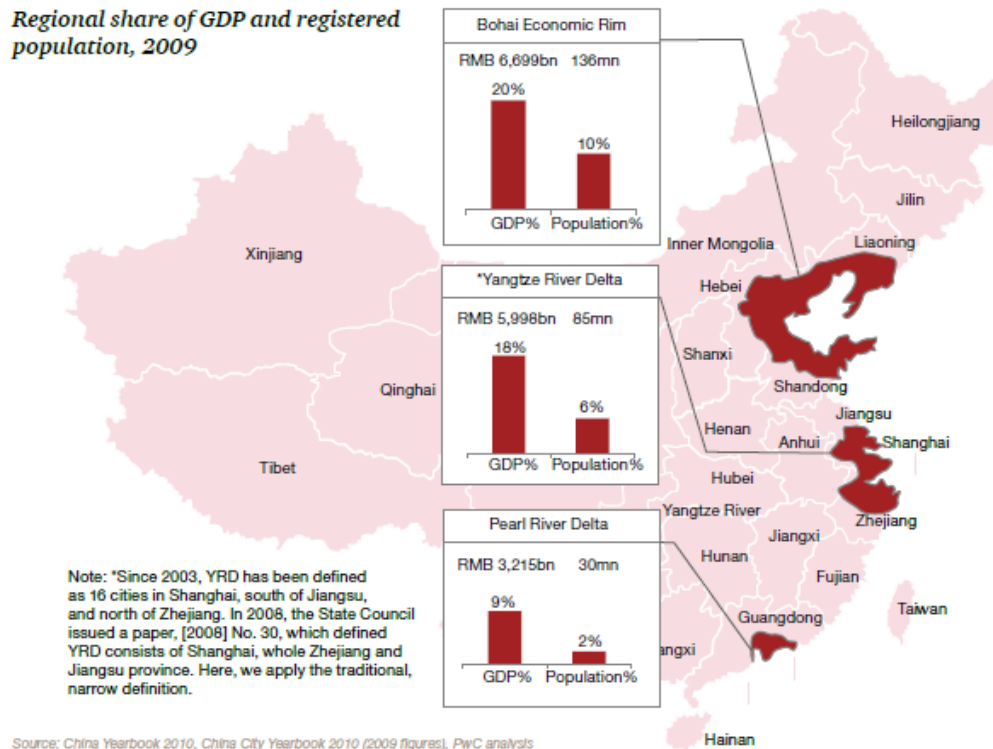 Regional share of GDP and registered
population, 2009
Bohai Economic Rim
RMB 6,699bn 136mn
20%
10%
GDP% Population%
*Yangtze River Delta
RMB 5,998bn 85mn
18%
6%
GDP% Population%
Pearl River Delta
RMB 3,215bn 30mn
9%
2%
GDP% Population%
Heilongjiang
Jilin
Liaoning
Inner Mongolia
Xinjiang
Hebei
Shanxi
Qinghai
Shandong
Jiangsu
Henan
Anhui
Shanghai
Tibet
Hubei
Yangtze River
Zhejiang
Jiangxi
Hunan
Fujian
Taiwan
Guangdong
angxi
Hainan
Note: *Since 2003, YRD has been defined
as 16 cities in Shanghai, south of Jiangsu,
and north of Zhejiang. In 2008, the State Council
issued a paper, [2008] No. 30, which defined
YRD consists of Shanghai, whole Zhejiang and
Jiangsu province. Here, we apply the traditional,
narrow definition.
Source: China Yearbook 2010, China City Yearbook 2010 (2009 figures), PwC analysis